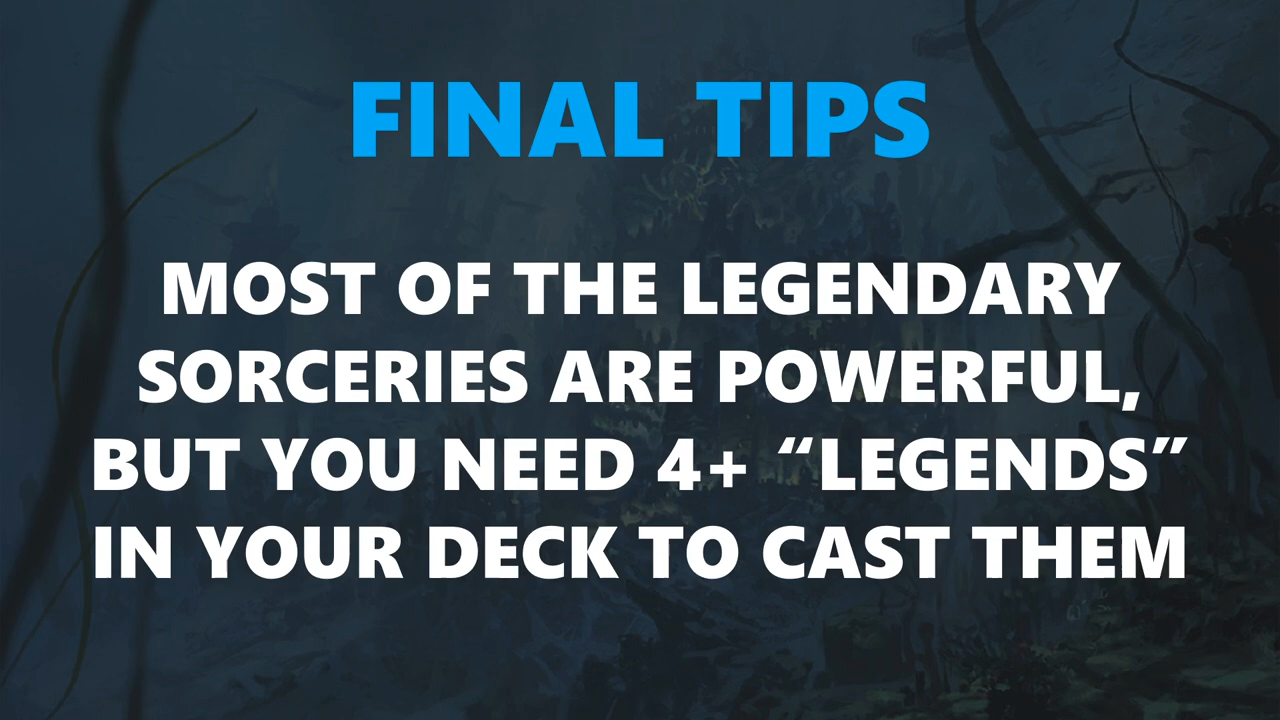 FINAL TIPS
MOST OF THE LEGENDARY
SORCERIES ARE POWERFUL,
BUT YOU NEED 4+ “LEGENDS”
IN YOUR DECK TO CAST THEM